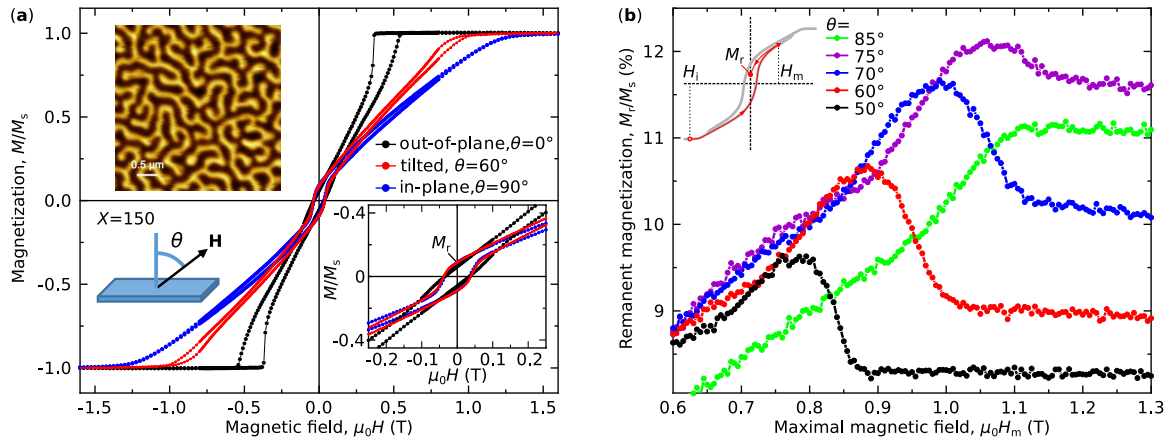 (a)
Magnetization, M/Ms
1.0
0.5
0.0
-0.5
-1.0
0.5 µm
out-of-plane,θ=0°
tilted, θ=60°
in-plane,θ=90°
X=150
θ
H
-0.4
0
0.4
M/Ms
Mr
-0.2 -0.1 0 0.1 0.2
µ0H (T)
-1.5 -1.0 -0.5 0.0 0.5 1.0 1.5
Magnetic field, µ0H (T)
(b)
Remanent magnetization, Mr/Ms (%)
12
11
10
9
Mr
Hi
Hm
θ=
85°
75°
70°
60°
50°
0.6 0.7 0.8 0.9 1.0 1.1 1.2 1.3
Maximal magnetic field, µ0Hm (T)